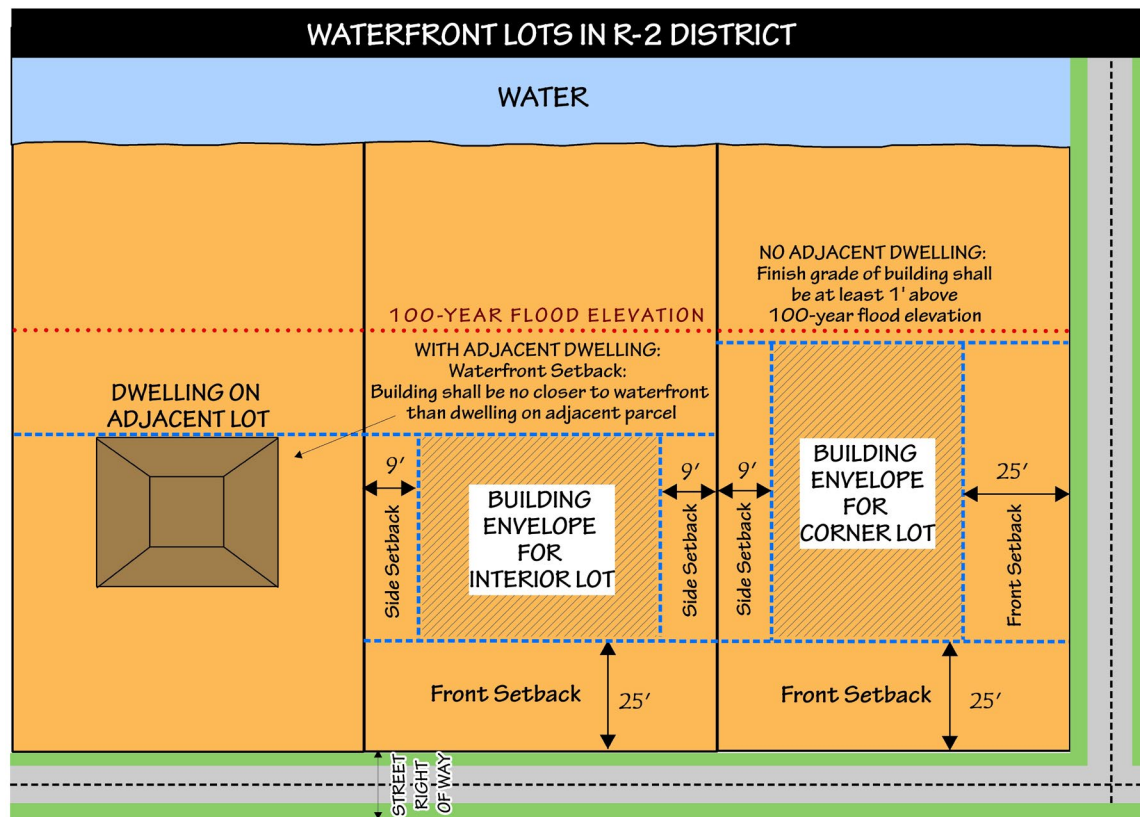 WATERFRONT LOTS IN R-2 DISTRICT
WATER
NO ADJACENT DWELLING:
Finish grade of building shall
be at least 1' above
100-year flood elevation
100-YEAR FLOOD ELEVATION
WITH ADJACENT DWELLING:
Waterfront Setback:
Building shall be no closer to waterfront
than dwelling on adjacent parcel
DWELLING ON
ADJACENT LOT
9'
Side Setback
BUILDING
ENVELOPE
FOR
INTERIOR LOT
9'
Side Setback
9'
Side Setback
BUILDING
ENVELOPE
FOR
CORNER LOT
25'
Front Setback
Front Setback
25'
Front Setback
25'
STREET
RIGHT
OF WAY